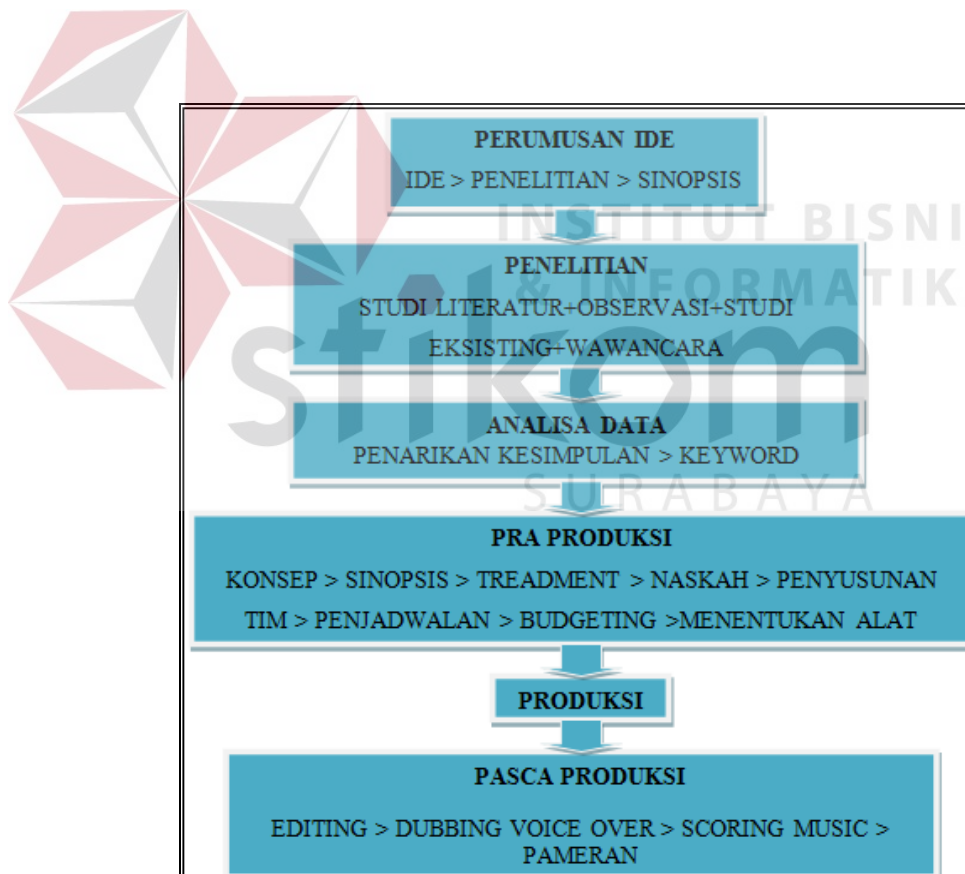 PERUMUSAN IDE
IDE > PENELITIAN > SINOPSIS
INSTITUT BISNI
PENELITIAN
& INFORMATIK
STUDI LITERATUR+OBSERVASI+STUDI
EKSISTING+WAWANCARA
stikom
ANALISA DATA
PENARIKAN KESIMPULAN > KEYWORD
SURABAYA
PRA PRODUKSI
KONSEP > SINOPSIS > TREADMENT > NASKAH > PENYUSUNAN
TIM > PENJADWALAN > BUDGETING >MENENTUKAN ALAT
PRODUKSI
PASCA PRODUKSI
EDITING > DUBBING VOICE OVER > SCORING MUSIC >
PAMERAN